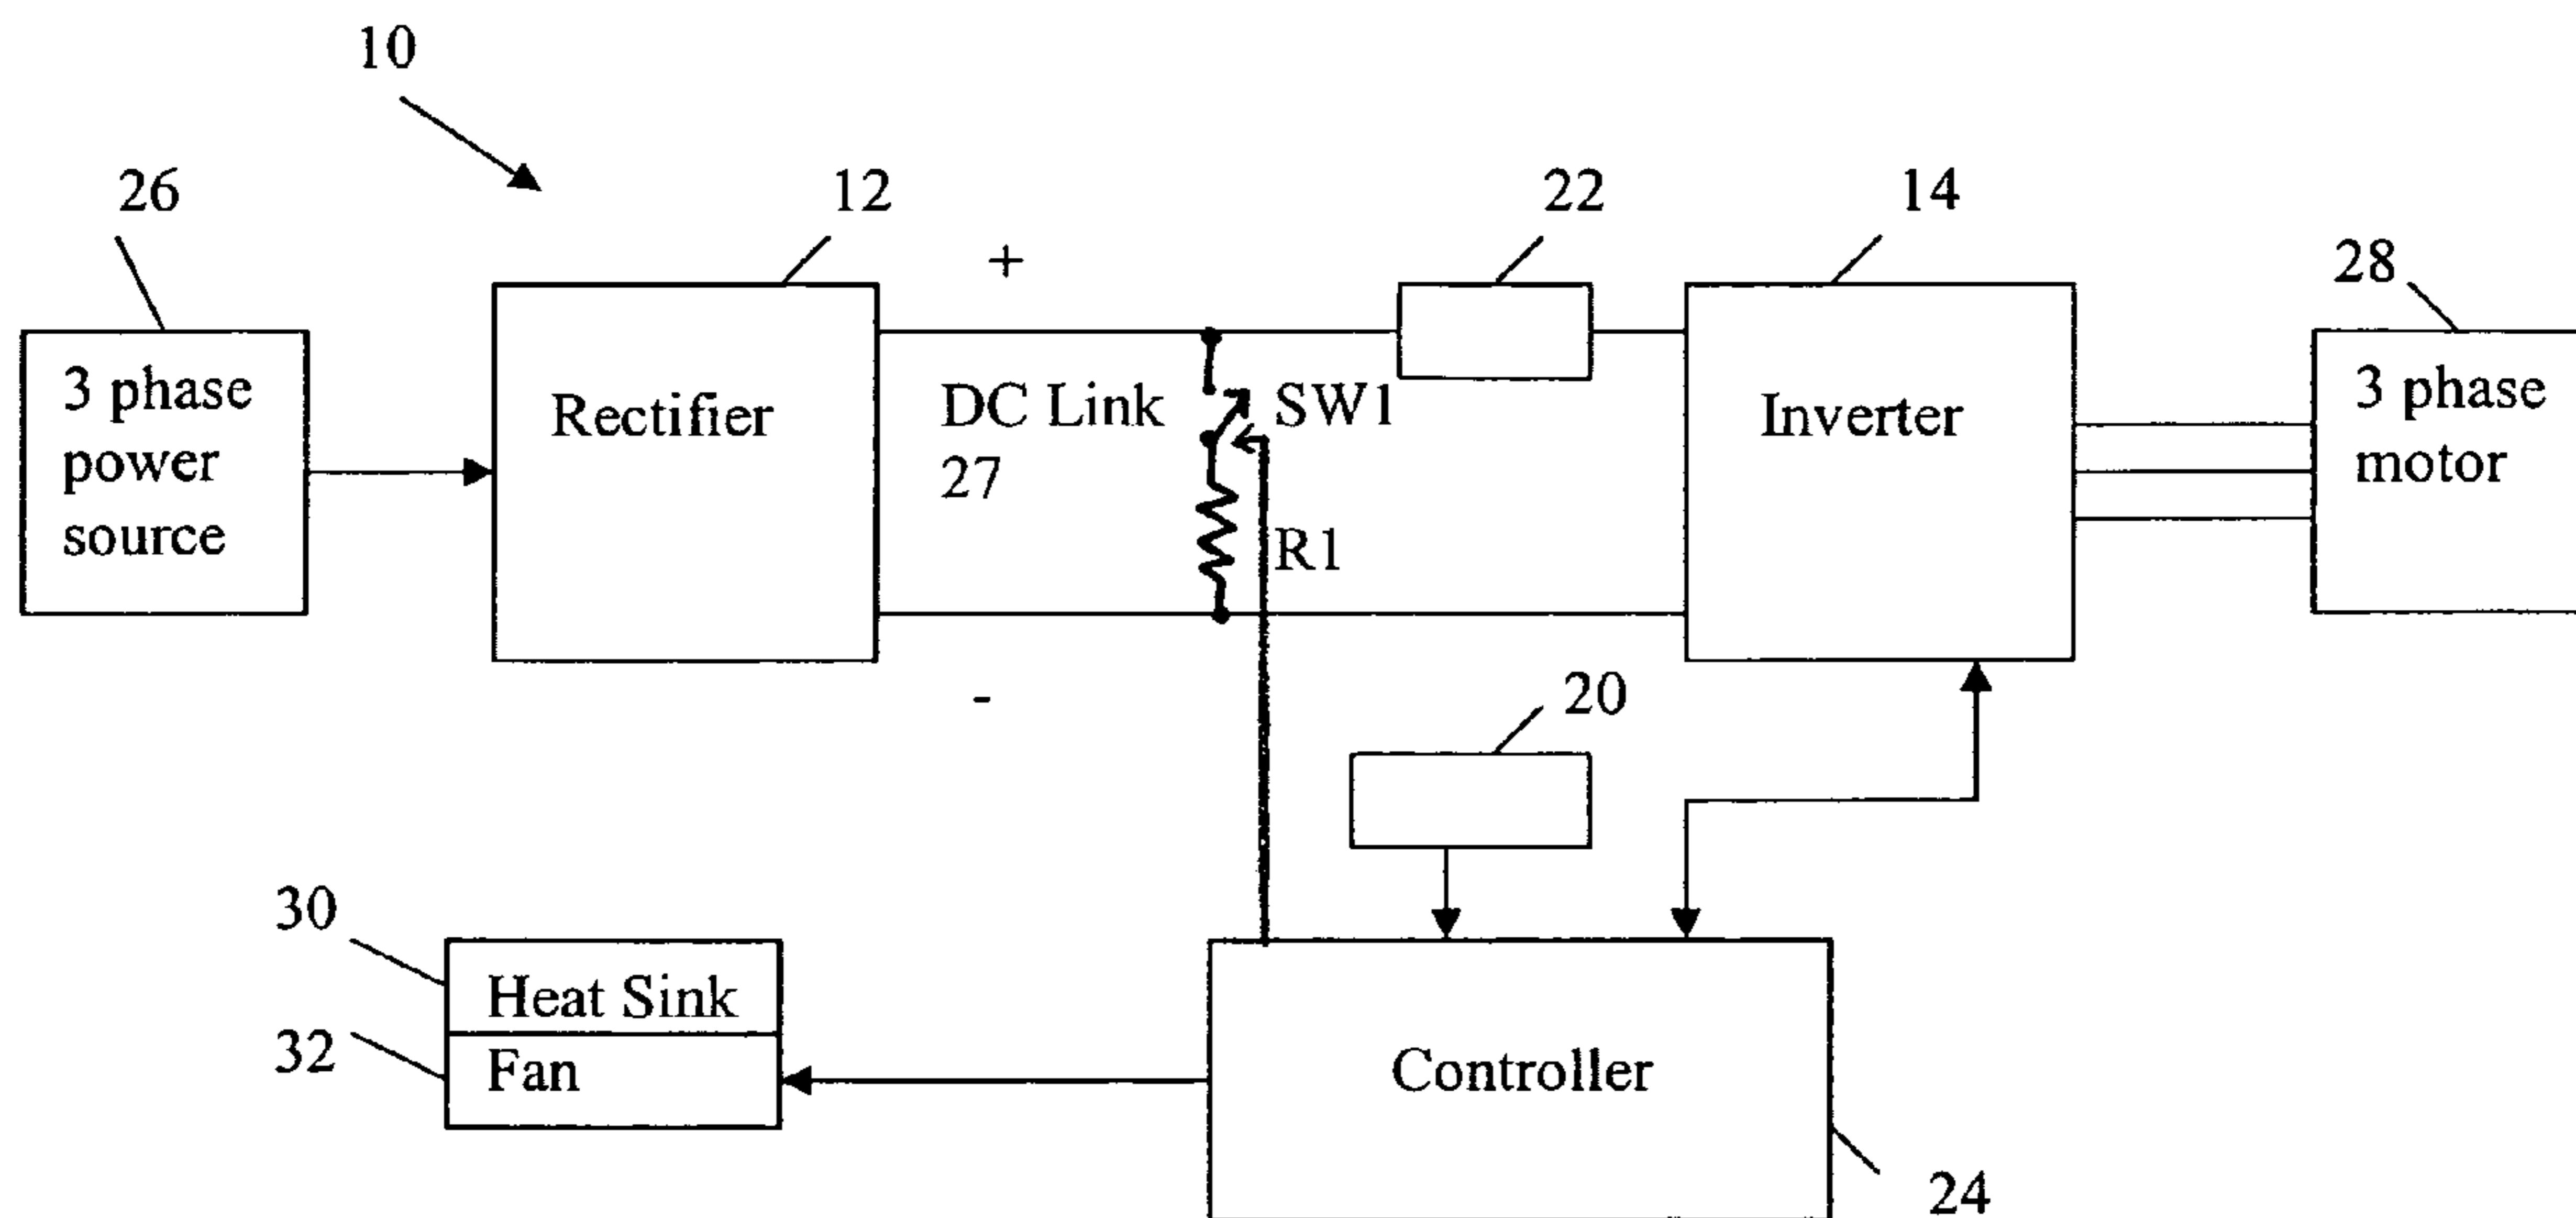 10
26
12
+
22
14
28
3 phase
power
source
Rectifier
DC Link
27
SW1
R1
Inverter
3 phase
motor
-
20
30
Heat Sink
32
Fan
Controller
24